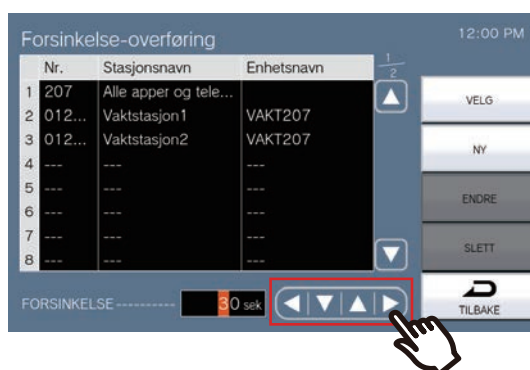 Forsinkelse-overføring 12:00 PM
Nr. Stasjonsnavn Enhetsnavn 1/2
1 207 Alle apper og tele...
2 012... Vaktstasjon1 VAKT207
3 012... Vaktstasjon2 VAKT207
4 --- --- ---
5 --- --- ---
6 --- --- ---
7 --- --- ---
8 --- --- ---
VELG
NY
ENDRE
SLETT
TILBAKE
FORSINKELSE---------- 30 sek